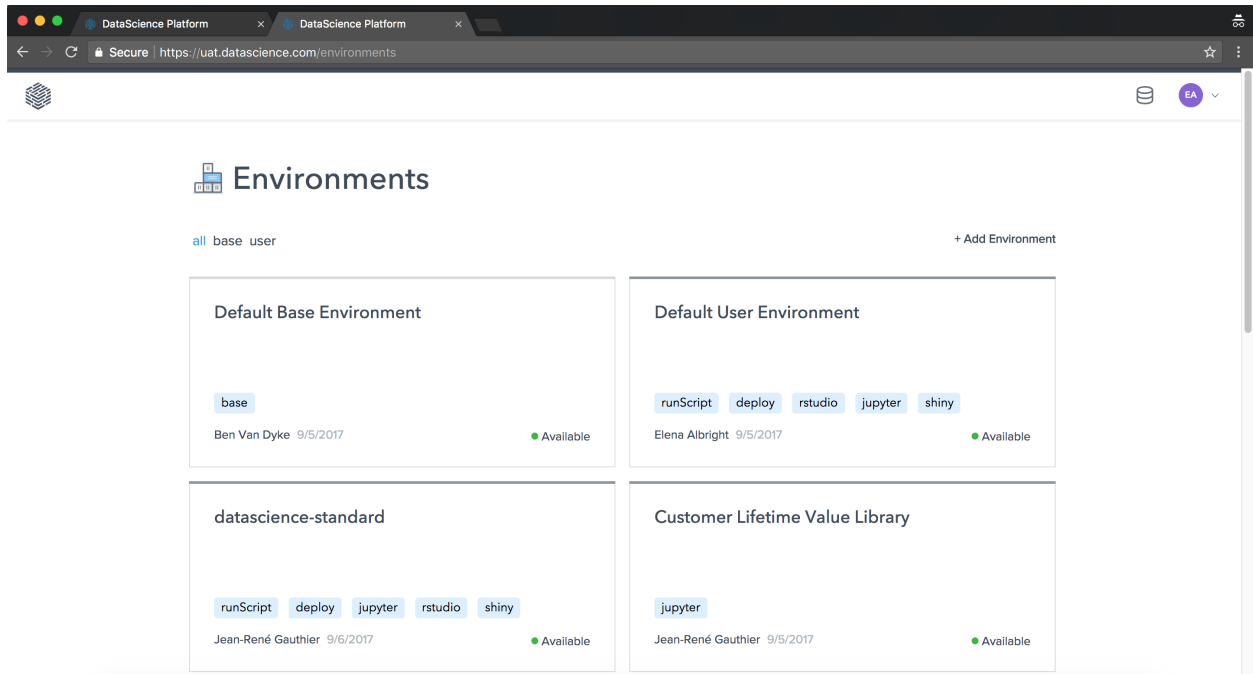 DataScience Platform × DataScience Platform ×
Secure https://uat.datascience.com/environments
EA
Environments
all base user + Add Environment
Default Base Environment
base
Ben Van Dyke 9/5/2017 Available
Default User Environment
runScript deploy rstudio jupyter shiny
Elena Albright 9/5/2017 Available
datascience-standard
runScript deploy jupyter rstudio shiny
Jean-René Gauthier 9/6/2017 Available
Customer Lifetime Value Library
jupyter
Jean-René Gauthier 9/5/2017 Available